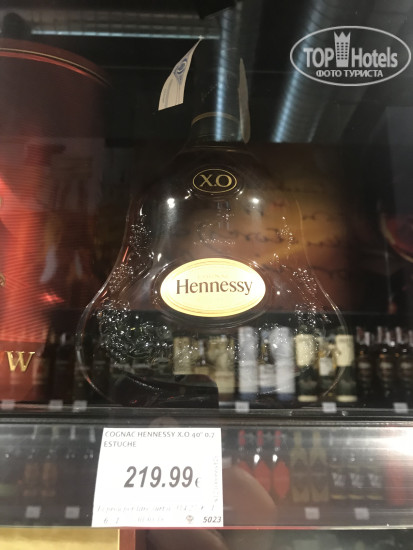 TOP Hotels
ФОТО ТУРИСТА
X.O
Hennessy
W
COGNAC HENNESSY X.O 40° 0,7
ESTUCHE
219.99€
5023